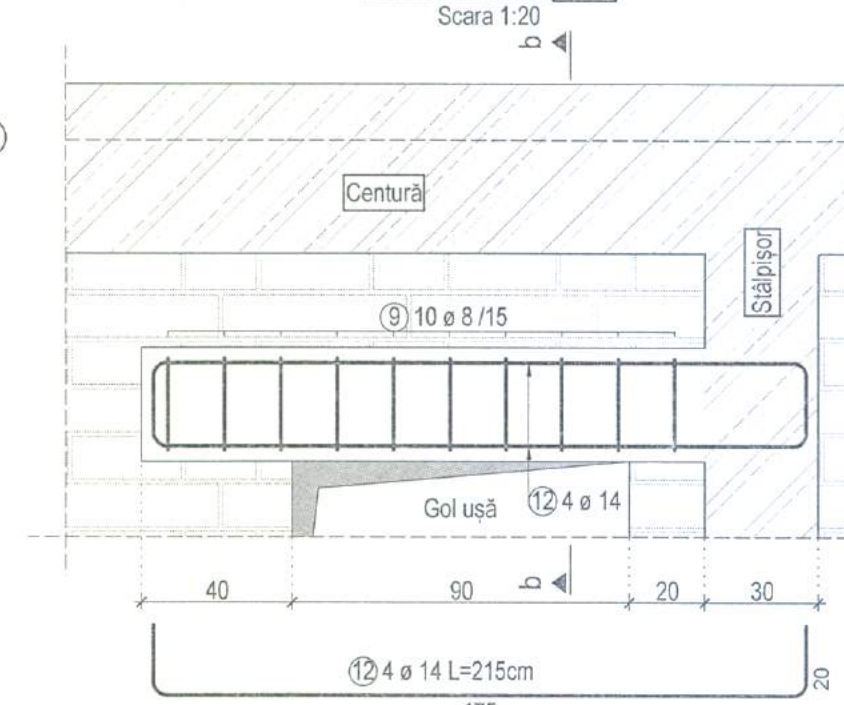 Scara 1:20
b
Centură
Stâlpișor
9 10 ø 8 /15
Gol ușă
12 4 ø 14
b
40 90 20 30
12 4 ø 14 L=215cm
20